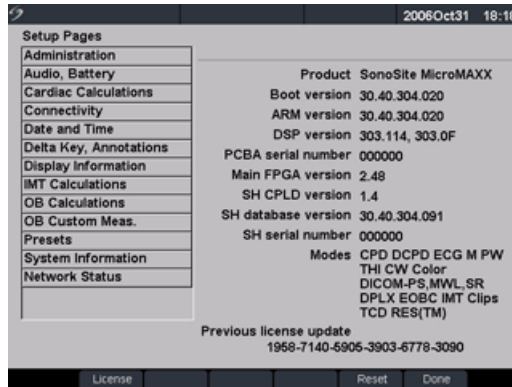 2006Oct31 18:18
Setup Pages
Administration
Audio, Battery
Cardiac Calculations
Connectivity
Date and Time
Delta Key, Annotations
Display Information
IMT Calculations
OB Calculations
OB Custom Meas.
Presets
System Information
Network Status
Product SonoSite MicroMAXX
Boot version 30.40.304.020
ARM version 30.40.304.020
DSP version 303.114, 303.0F
PCBA serial number 000000
Main FPGA version 2.48
SH CPLD version 1.4
SH database version 30.40.304.091
SH serial number 000000
Modes CPD DCPD ECG M PW
THI CW Color
DICOM-PS,MWL,SR
DPLX EOBC IMT Clips
TCD RES(TM)
Previous license update
1958-7140-5905-3903-6778-3090
License Reset Done